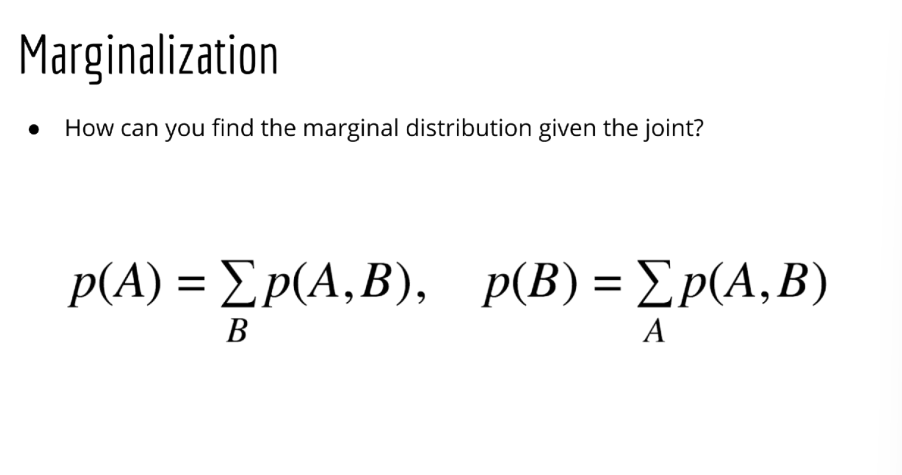 Marginalization
● How can you find the marginal distribution given the joint?
p(A) = ∑p(A,B),   p(B) = ∑p(A,B)
B   A